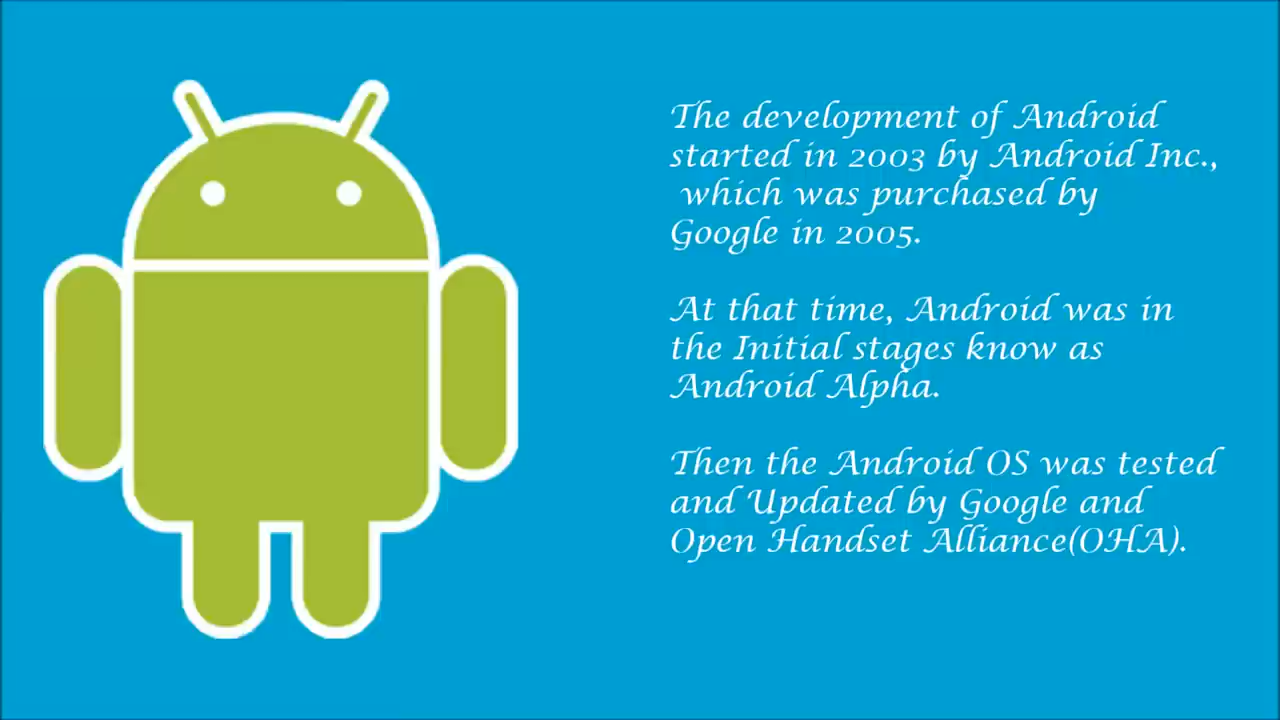 The development of Android
started in 2003 by Android Inc.,
which was purchased by
Google in 2005.
At that time, Android was in
the Initial stages know as
Android Alpha.
Then the Android OS was tested
and Updated by Google and
Open Handset Alliance(OHA).